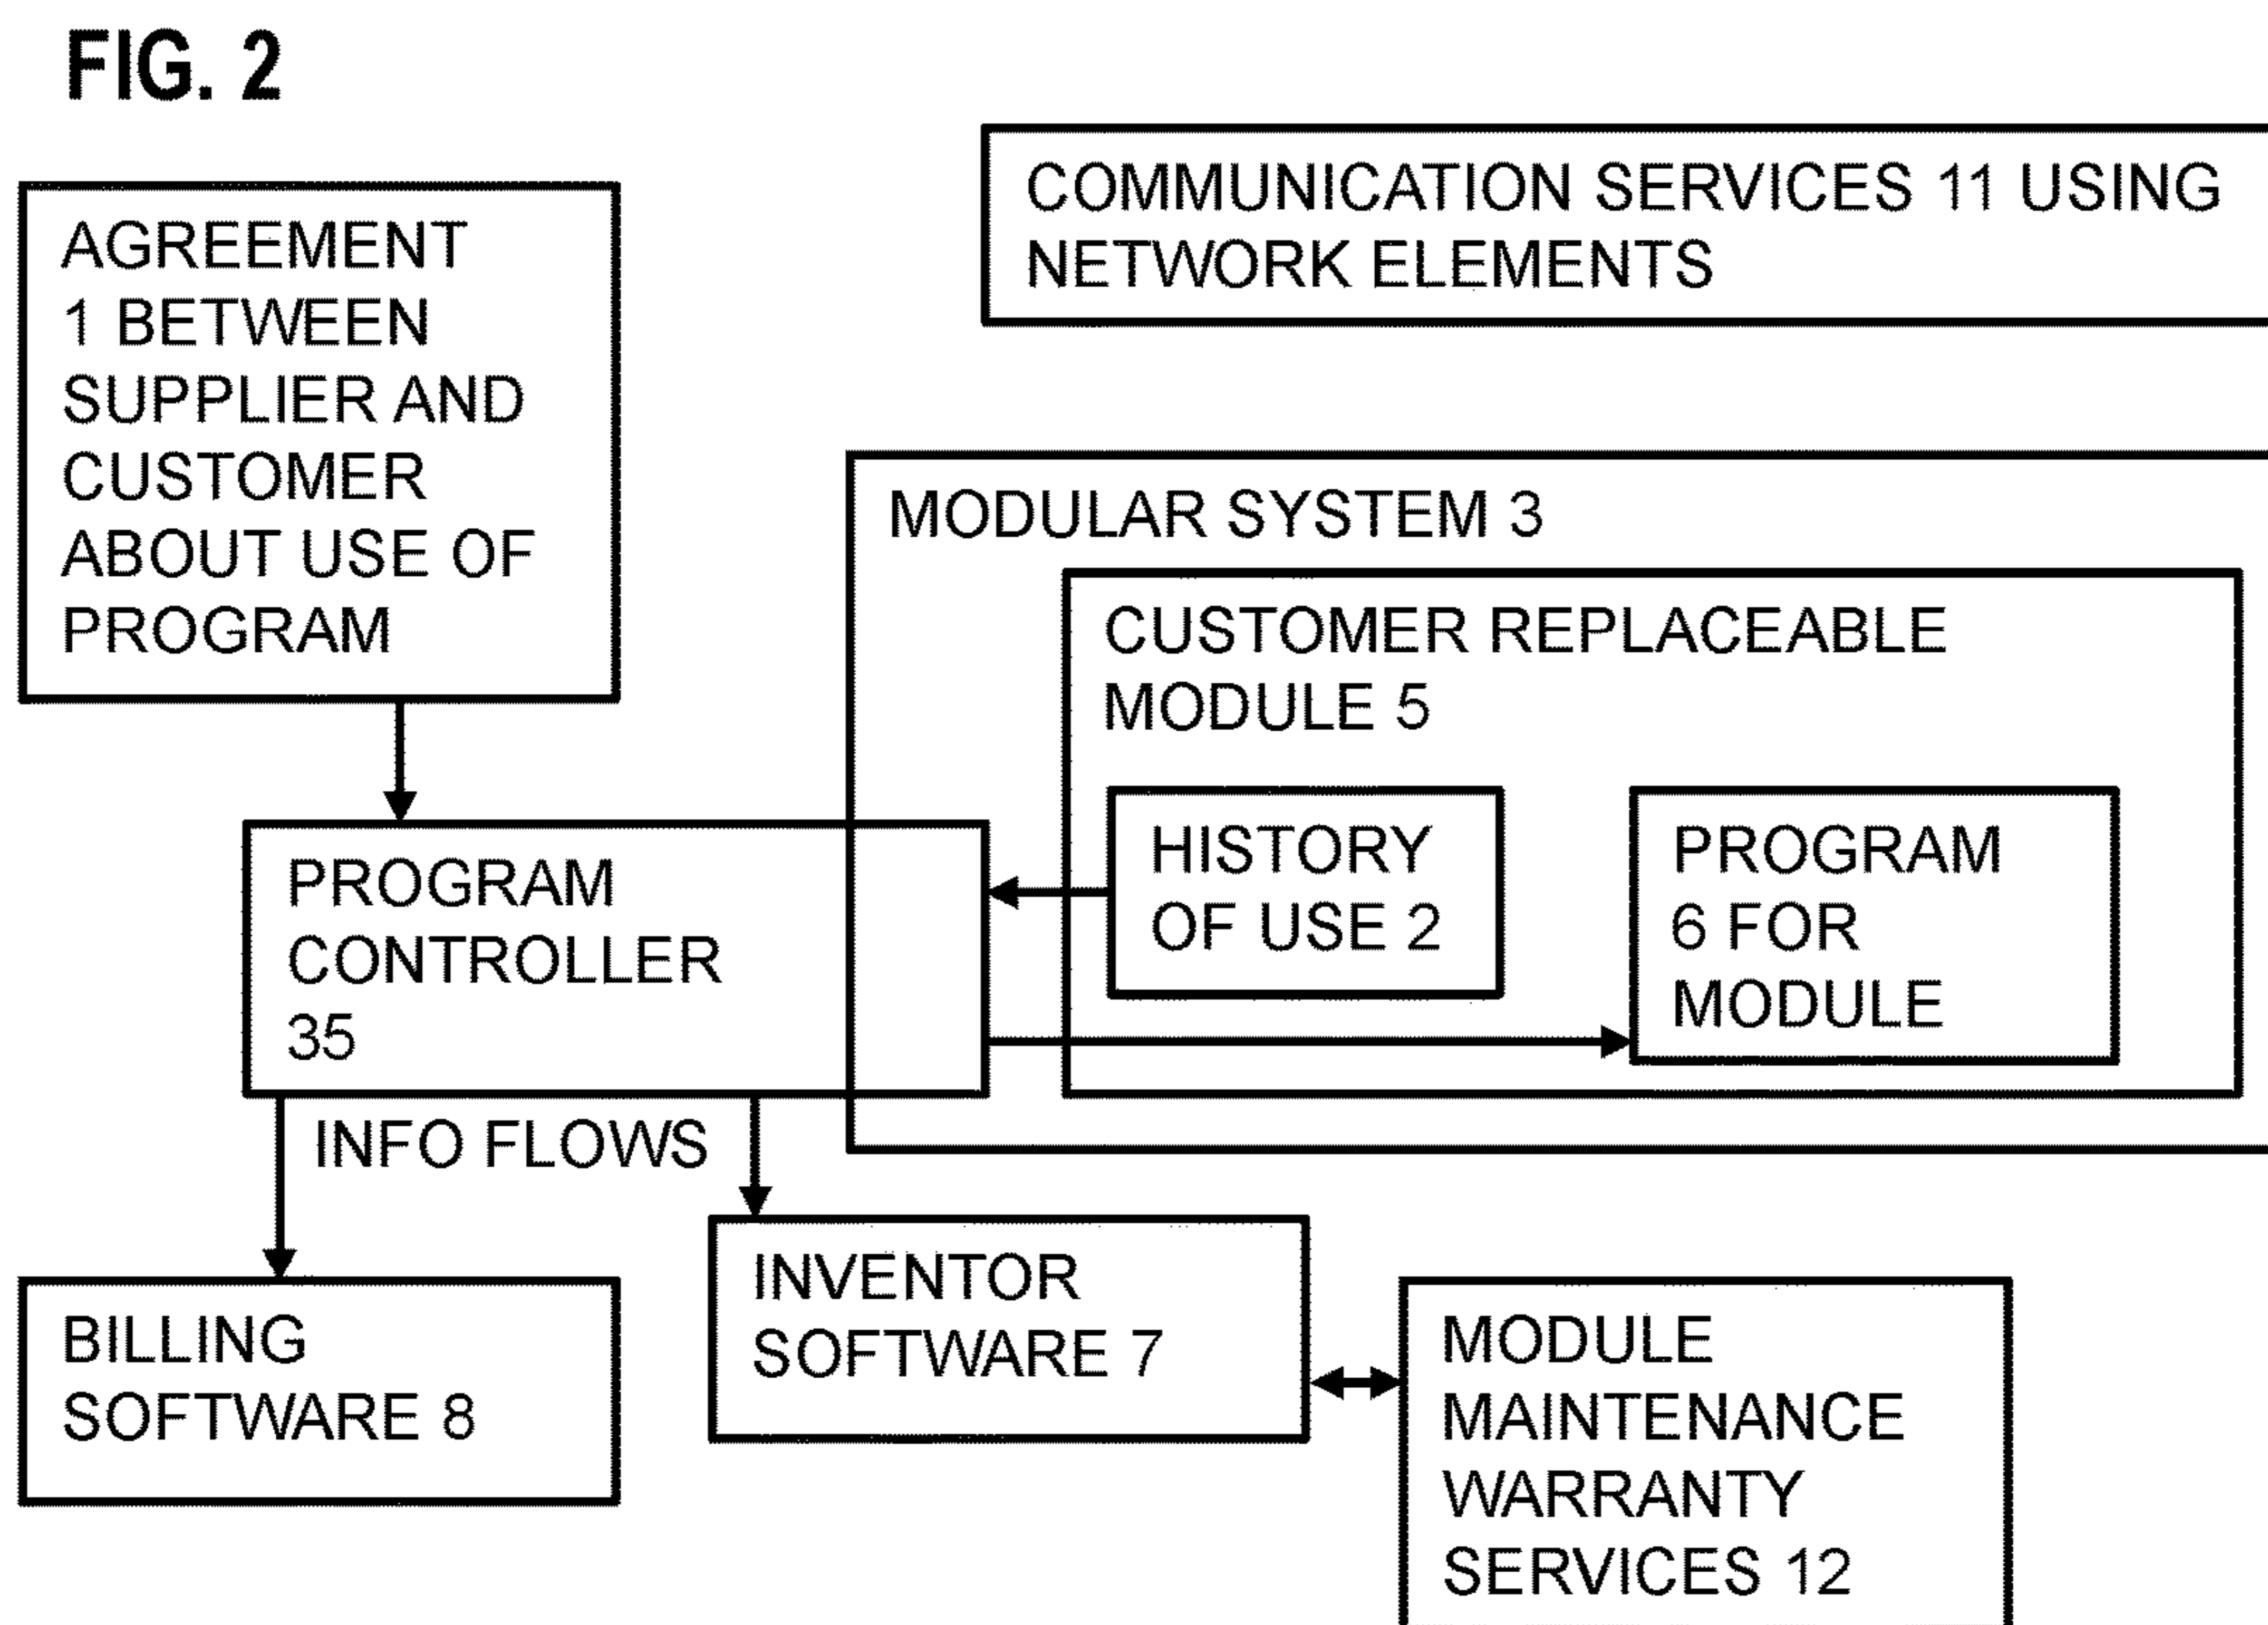 FIG. 2
COMMUNICATION SERVICES 11 USING
NETWORK ELEMENTS
AGREEMENT
1 BETWEEN
SUPPLIER AND
CUSTOMER
ABOUT USE OF
PROGRAM
MODULAR SYSTEM 3
CUSTOMER REPLACEABLE
MODULE 5
HISTORY
OF USE 2
PROGRAM
6 FOR
MODULE
PROGRAM
CONTROLLER
35
INFO FLOWS
BILLING
SOFTWARE 8
INVENTOR
SOFTWARE 7
MODULE
MAINTENANCE
WARRANTY
SERVICES 12